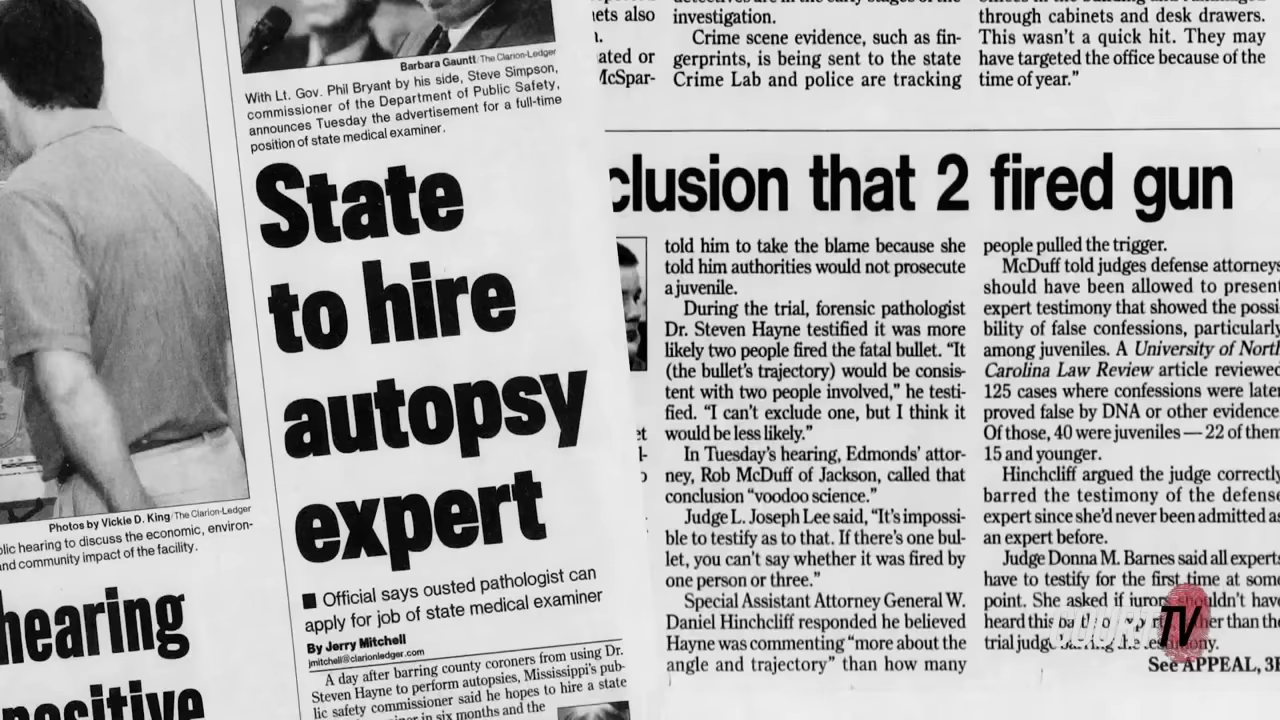 Barbara Gauntt/The Clarion-Ledger
With Lt. Gov. Phil Bryant by his side, Steve Simpson,
commissioner of the Department of Public Safety,
announces Tuesday the advertisement for a full-time
position of state medical examiner.
State
to hire
autopsy
expert
■ Official says ousted pathologist can
apply for job of state medical examiner
By Jerry Mitchell
jmitchell@clarionledger.com
A day after barring county coroners from using Dr.
Steven Hayne to perform autopsies, Mississippi's pub-
lic safety commissioner said he hopes to hire a state
in six months and the
Photos by Vickie D. King/The Clarion-Ledger
hearing to discuss the economic, environ-
community impact of the facility.
hearing
positive
also
ated or
McSpar-
investigation.
Crime scene evidence, such as fin-
gerprints, is being sent to the state
Crime Lab and police are tracking
through cabinets and desk drawers.
This wasn't a quick hit. They may
have targeted the office because of the
time of year.”
clusion that 2 fired gun
told him to take the blame because she
told him authorities would not prosecute
a juvenile.
During the trial, forensic pathologist
Dr. Steven Hayne testified it was more
likely two people fired the fatal bullet. “It
(the bullet's trajectory) would be consis-
tent with two people involved,” he testi-
fied. “I can't exclude one, but I think it
would be less likely.”
In Tuesday's hearing, Edmonds' attor-
ney, Rob McDuff of Jackson, called that
conclusion “voodoo science.”
Judge L. Joseph Lee said, “It's impossi-
ble to testify as to that. If there's one bul-
let, you can't say whether it was fired by
one person or three.”
Special Assistant Attorney General W.
Daniel Hinchcliff responded he believed
Hayne was commenting “more about the
angle and trajectory” than how many
people pulled the trigger.
McDuff told judges defense attorneys
should have been allowed to present
expert testimony that showed the possi-
bility of false confessions, particularly
among juveniles. A University of North
Carolina Law Review article reviewed
125 cases where confessions were later
proved false by DNA or other evidence.
Of those, 40 were juveniles — 22 of them
15 and younger.
Hinchcliff argued the judge correctly
barred the testimony of the defense
expert since she'd never been admitted as
an expert before.
Judge Donna M. Barnes said all experts
have to testify for the first time at some
point. She asked if jurors shouldn't have
heard this than the
trial judge
See APPEAL, 3B
COURT TV